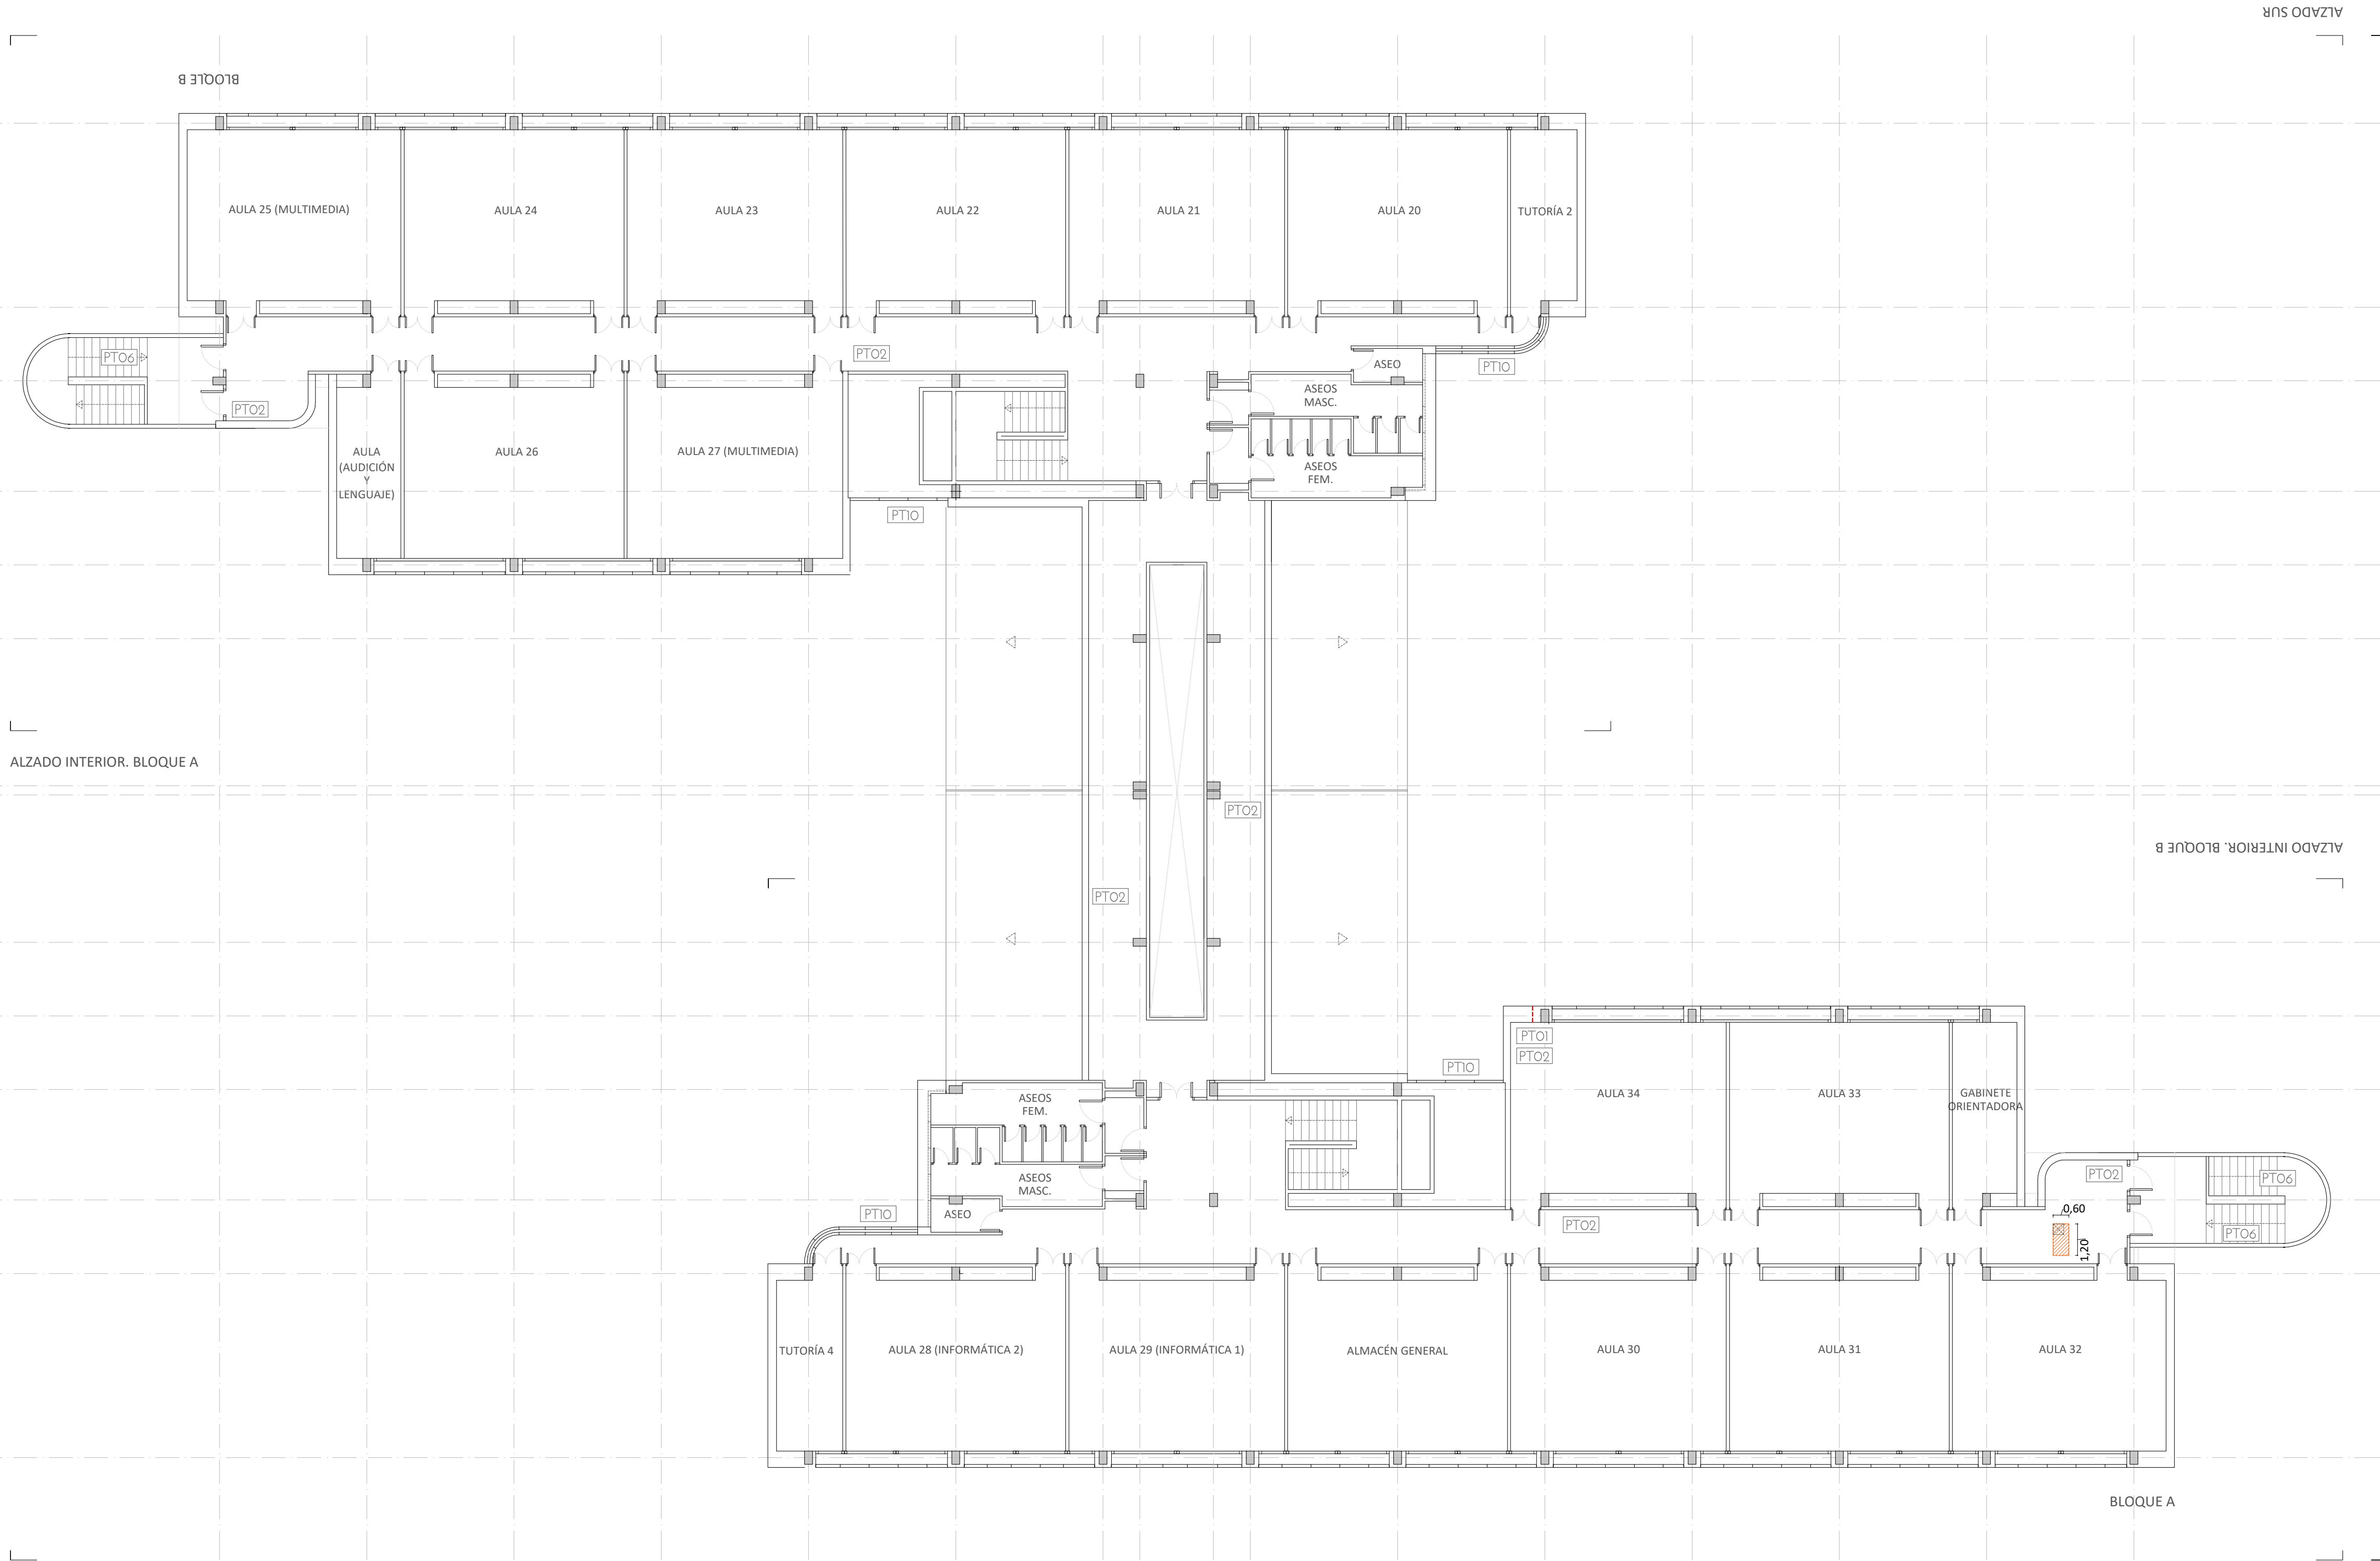 ALZADO SUR
BLOQLE B
AULA 25 (MULTIMEDIA)
AULA 24
AULA 23
AULA 22
AULA 21
AULA 20
TUTORÍA 2
PT06
PT02
PT02
ASEO
PT10
ASEOS
MASC.
AULA
(AUDICIÓN
Y
LENGUAJE)
AULA 26
AULA 27 (MULTIMEDIA)
ASEOS
FEM.
PT10
ALZADO INTERIOR. BLOQUE A
PT02
ALZADO INTERIOR. BLOQUE B
PT02
PT01
PT02
PT10
ASEOS
FEM.
AULA 34
AULA 33
GABINETE
ORIENTADORA
ASEOS
MASC.
PT02
PT06
PT10
ASEO
PT02
0,60
1,20
PT06
TUTORÍA 4
AULA 28 (INFORMÁTICA 2)
AULA 29 (INFORMÁTICA 1)
ALMACÉN GENERAL
AULA 30
AULA 31
AULA 32
BLOQUE A